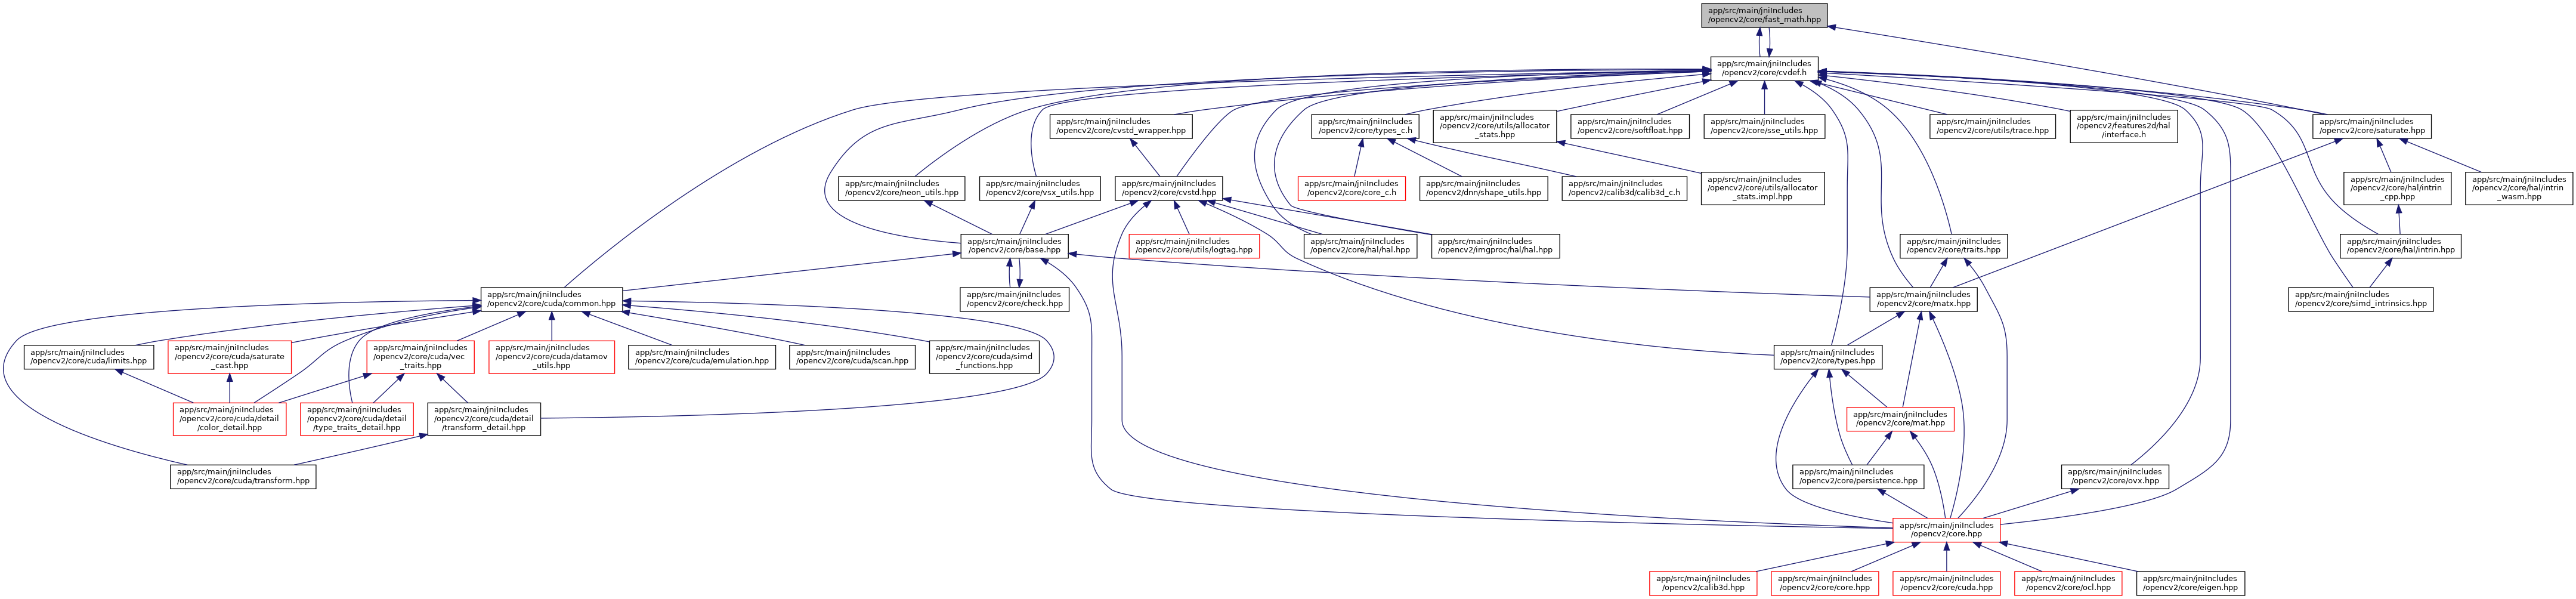 app/src/main/jniIncludes
/opencv2/core/fast_math.hpp
app/src/main/jniIncludes
/opencv2/core/cvdef.h
app/src/main/jniIncludes
/opencv2/core/cvstd_wrapper.hpp
app/src/main/jniIncludes
/opencv2/core/types_c.h
app/src/main/jniIncludes
/opencv2/core/utils/allocator
_stats.hpp
app/src/main/jniIncludes
/opencv2/core/softfloat.hpp
app/src/main/jniIncludes
/opencv2/core/sse_utils.hpp
app/src/main/jniIncludes
/opencv2/core/utils/trace.hpp
app/src/main/jniIncludes
/opencv2/features2d/hal
/interface.h
app/src/main/jniIncludes
/opencv2/core/saturate.hpp
app/src/main/jniIncludes
/opencv2/core/neon_utils.hpp
app/src/main/jniIncludes
/opencv2/core/vsx_utils.hpp
app/src/main/jniIncludes
/opencv2/core/cvstd.hpp
app/src/main/jniIncludes
/opencv2/core/core_c.h
app/src/main/jniIncludes
/opencv2/dnn/shape_utils.hpp
app/src/main/jniIncludes
/opencv2/calib3d/calib3d_c.h
app/src/main/jniIncludes
/opencv2/core/utils/allocator
_stats.impl.hpp
app/src/main/jniIncludes
/opencv2/core/hal/intrin
_cpp.hpp
app/src/main/jniIncludes
/opencv2/core/hal/intrin
_wasm.hpp
app/src/main/jniIncludes
/opencv2/core/base.hpp
app/src/main/jniIncludes
/opencv2/core/utils/logtag.hpp
app/src/main/jniIncludes
/opencv2/core/hal/hal.hpp
app/src/main/jniIncludes
/opencv2/imgproc/hal/hal.hpp
app/src/main/jniIncludes
/opencv2/core/traits.hpp
app/src/main/jniIncludes
/opencv2/core/hal/intrin.hpp
app/src/main/jniIncludes
/opencv2/core/cuda/common.hpp
app/src/main/jniIncludes
/opencv2/core/check.hpp
app/src/main/jniIncludes
/opencv2/core/matx.hpp
app/src/main/jniIncludes
/opencv2/core/simd_intrinsics.hpp
app/src/main/jniIncludes
/opencv2/core/cuda/limits.hpp
app/src/main/jniIncludes
/opencv2/core/cuda/saturate
_cast.hpp
app/src/main/jniIncludes
/opencv2/core/cuda/vec
_traits.hpp
app/src/main/jniIncludes
/opencv2/core/cuda/datamov
_utils.hpp
app/src/main/jniIncludes
/opencv2/core/cuda/emulation.hpp
app/src/main/jniIncludes
/opencv2/core/cuda/scan.hpp
app/src/main/jniIncludes
/opencv2/core/cuda/simd
_functions.hpp
app/src/main/jniIncludes
/opencv2/core/types.hpp
app/src/main/jniIncludes
/opencv2/core/cuda/detail
/color_detail.hpp
app/src/main/jniIncludes
/opencv2/core/cuda/detail
/type_traits_detail.hpp
app/src/main/jniIncludes
/opencv2/core/cuda/detail
/transform_detail.hpp
app/src/main/jniIncludes
/opencv2/core/mat.hpp
app/src/main/jniIncludes
/opencv2/core/cuda/transform.hpp
app/src/main/jniIncludes
/opencv2/core/persistence.hpp
app/src/main/jniIncludes
/opencv2/core/ovx.hpp
app/src/main/jniIncludes
/opencv2/core.hpp
app/src/main/jniIncludes
/opencv2/calib3d.hpp
app/src/main/jniIncludes
/opencv2/core/core.hpp
app/src/main/jniIncludes
/opencv2/core/cuda.hpp
app/src/main/jniIncludes
/opencv2/core/ocl.hpp
app/src/main/jniIncludes
/opencv2/core/eigen.hpp